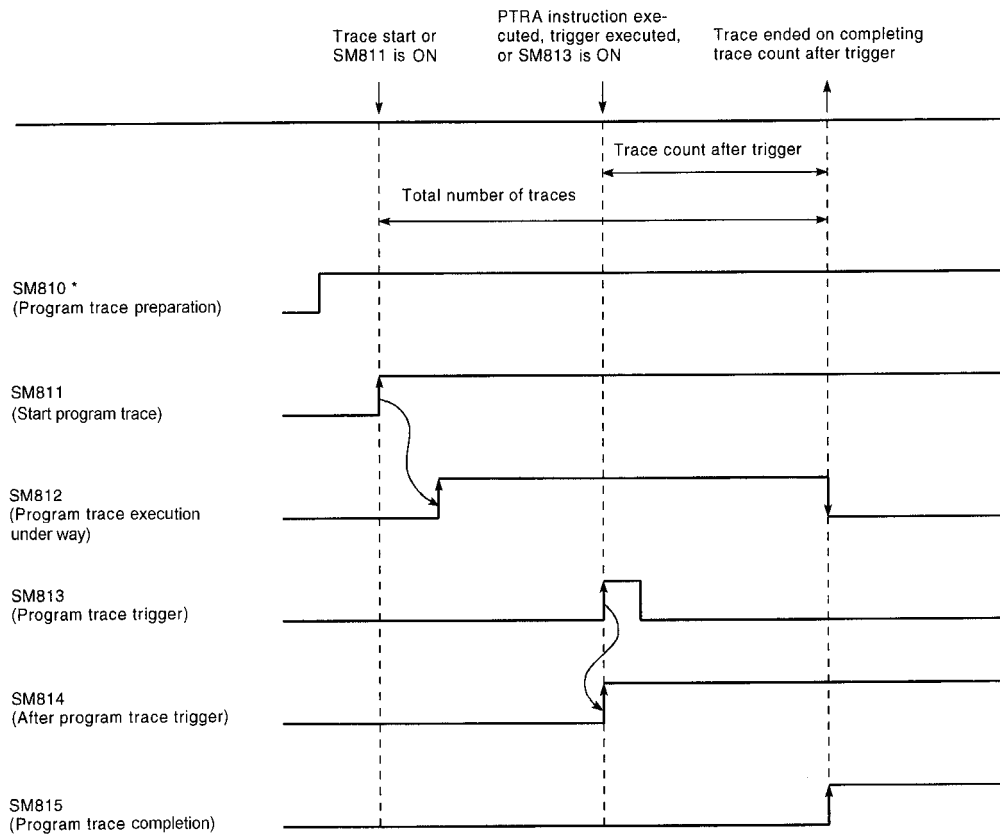 Trace start or
SM811 is ON
PTRA instruction exe-
cuted, trigger executed,
or SM813 is ON
Trace ended on completing
trace count after trigger
Trace count after trigger
Total number of traces
SM810 *
(Program trace preparation)
SM811
(Start program trace)
SM812
(Program trace execution
under way)
SM813
(Program trace trigger)
SM814
(After program trace trigger)
SM815
(Program trace completion)